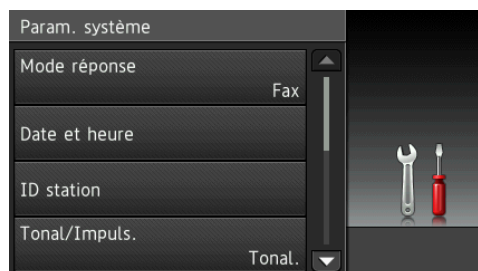 Param. système
Mode réponse
Fax
Date et heure
ID station
Tonal/Impuls.
Tonal.